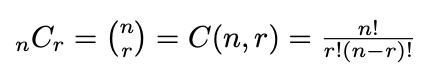 ₙCᵣ = (n r) = C(n, r) = n! / r!(n−r)!